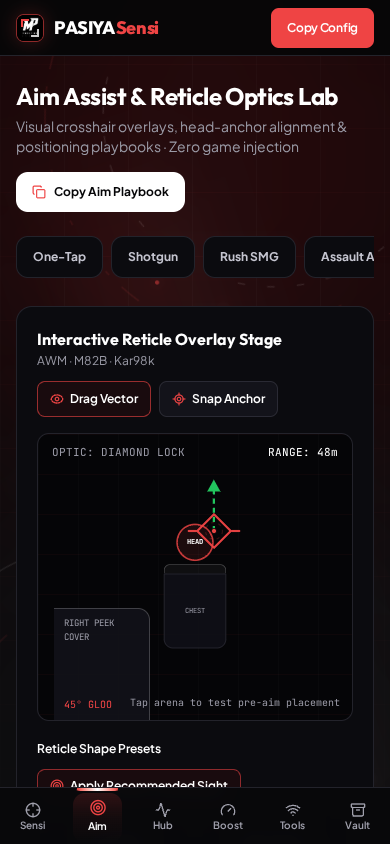 PASIYA Sensi
Copy Config
Aim Assist & Reticle Optics Lab
Visual crosshair overlays, head-anchor alignment &
positioning playbooks · Zero game injection
Copy Aim Playbook
One-Tap
Shotgun
Rush SMG
Assault A
Interactive Reticle Overlay Stage
AWM · M82B · Kar98k
Drag Vector
Snap Anchor
OPTIC: DIAMOND LOCK
RANGE: 48m
HEAD
CHEST
RIGHT PEEK
COVER
45° GLOO
Tap arena to test pre-aim placement
Reticle Shape Presets
Apply Recommended Sight
Sensi
Aim
Hub
Boost
Tools
Vault